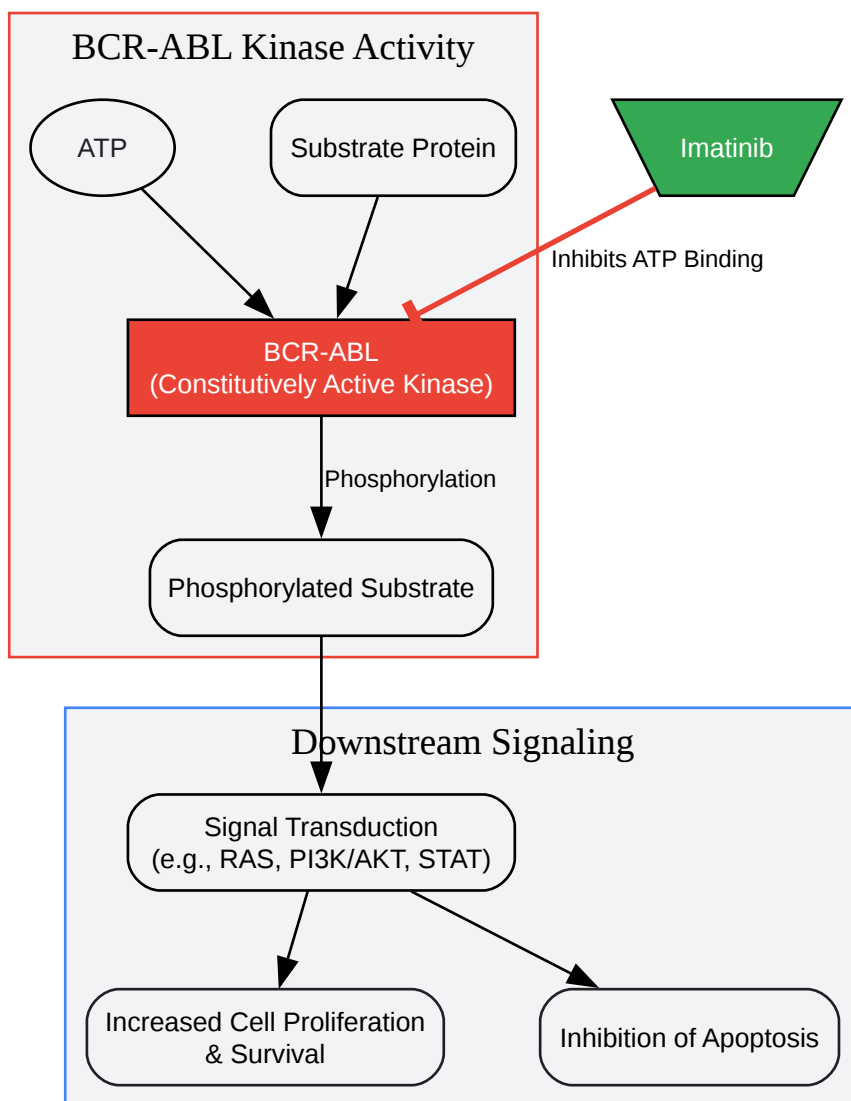 BCR-ABL Kinase Activity
ATP
Substrate Protein
Imatinib
Inhibits ATP Binding
BCR-ABL
(Constitutively Active Kinase)
Phosphorylation
Phosphorylated Substrate
Downstream Signaling
Signal Transduction
(e.g., RAS, PI3K/AKT, STAT)
Increased Cell Proliferation
& Survival
Inhibition of Apoptosis